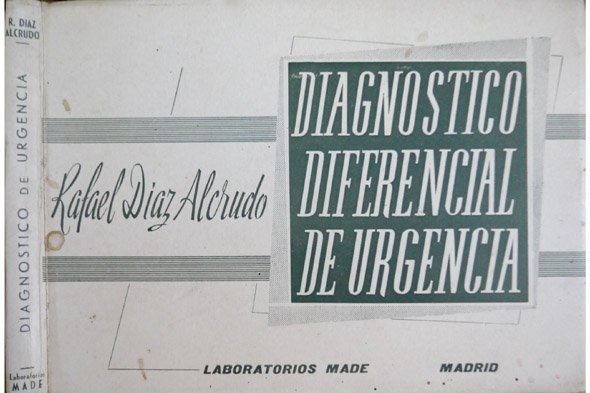 R. DIAZ
ALCRUDO
DIAGNOSTICO DE URGENCIA
Laboratorios
MADE
Rafael Diaz Alcrudo
DIAGNOSTICO
DIFERENCIAL
DE URGENCIA
LABORATORIOS MADE MADRID